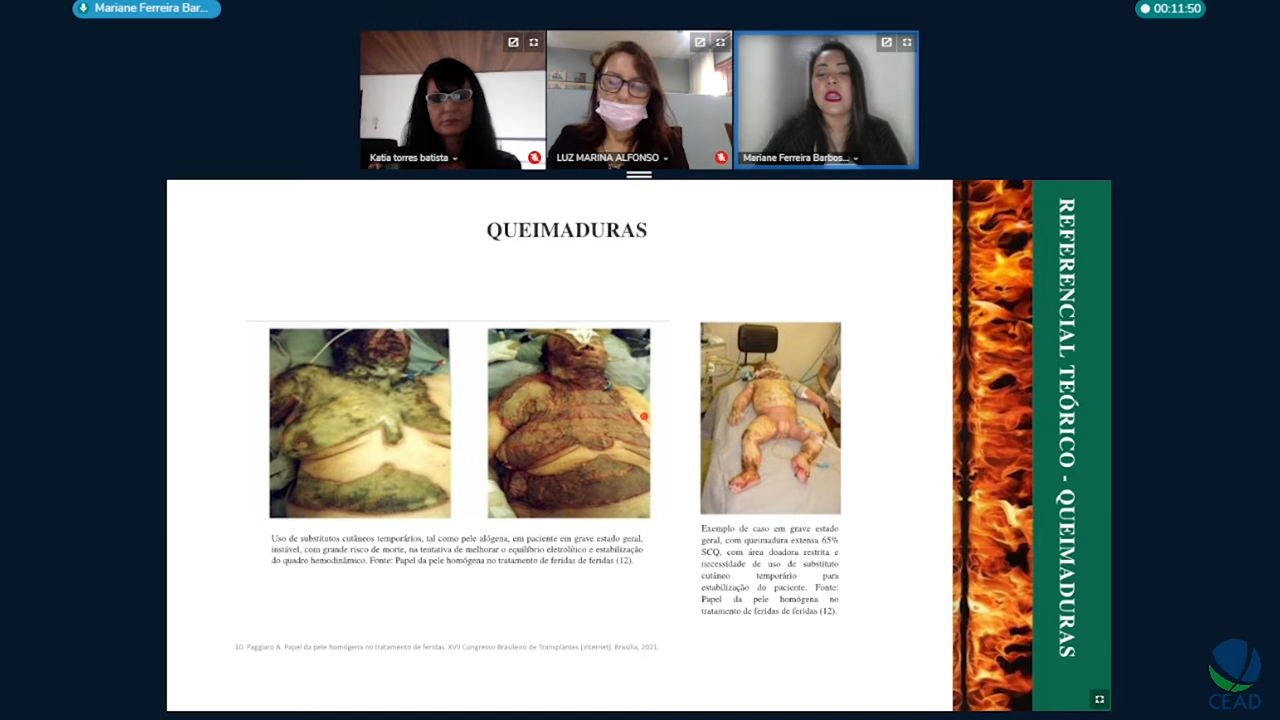 Mariane Ferreira Bar...
00:11:50
Katia torres batista
LUZ MARINA ALFONSO
Mariane Ferreira Barbos...
QUEIMADURAS
Uso de substitutos cutâneos temporários, tal como pele alógena, em paciente em grave estado geral,
instável, com grande risco de morte, na tentativa de melhorar o equilíbrio eletrolítico e estabilização
do quadro hemodinâmico. Fonte: Papel da pele homógena no tratamento de feridas de feridas (12).
Exemplo de caso em grave estado
geral, com queimadura extensa 65%
SCQ, com área doadora restrita e
necessidade de uso de substituto
cutâneo temporário para
estabilização do paciente. Fonte:
Papel da pele homógena no
tratamento de feridas de feridas (12).
10. Paggiaro A. Papel da pele homógena no tratamento de feridas. XVII Congresso Brasileiro de Transplantes [internet]. Brasília, 2021.
REFERENCIAL TEÓRICO - QUEIMADURAS
CEAD